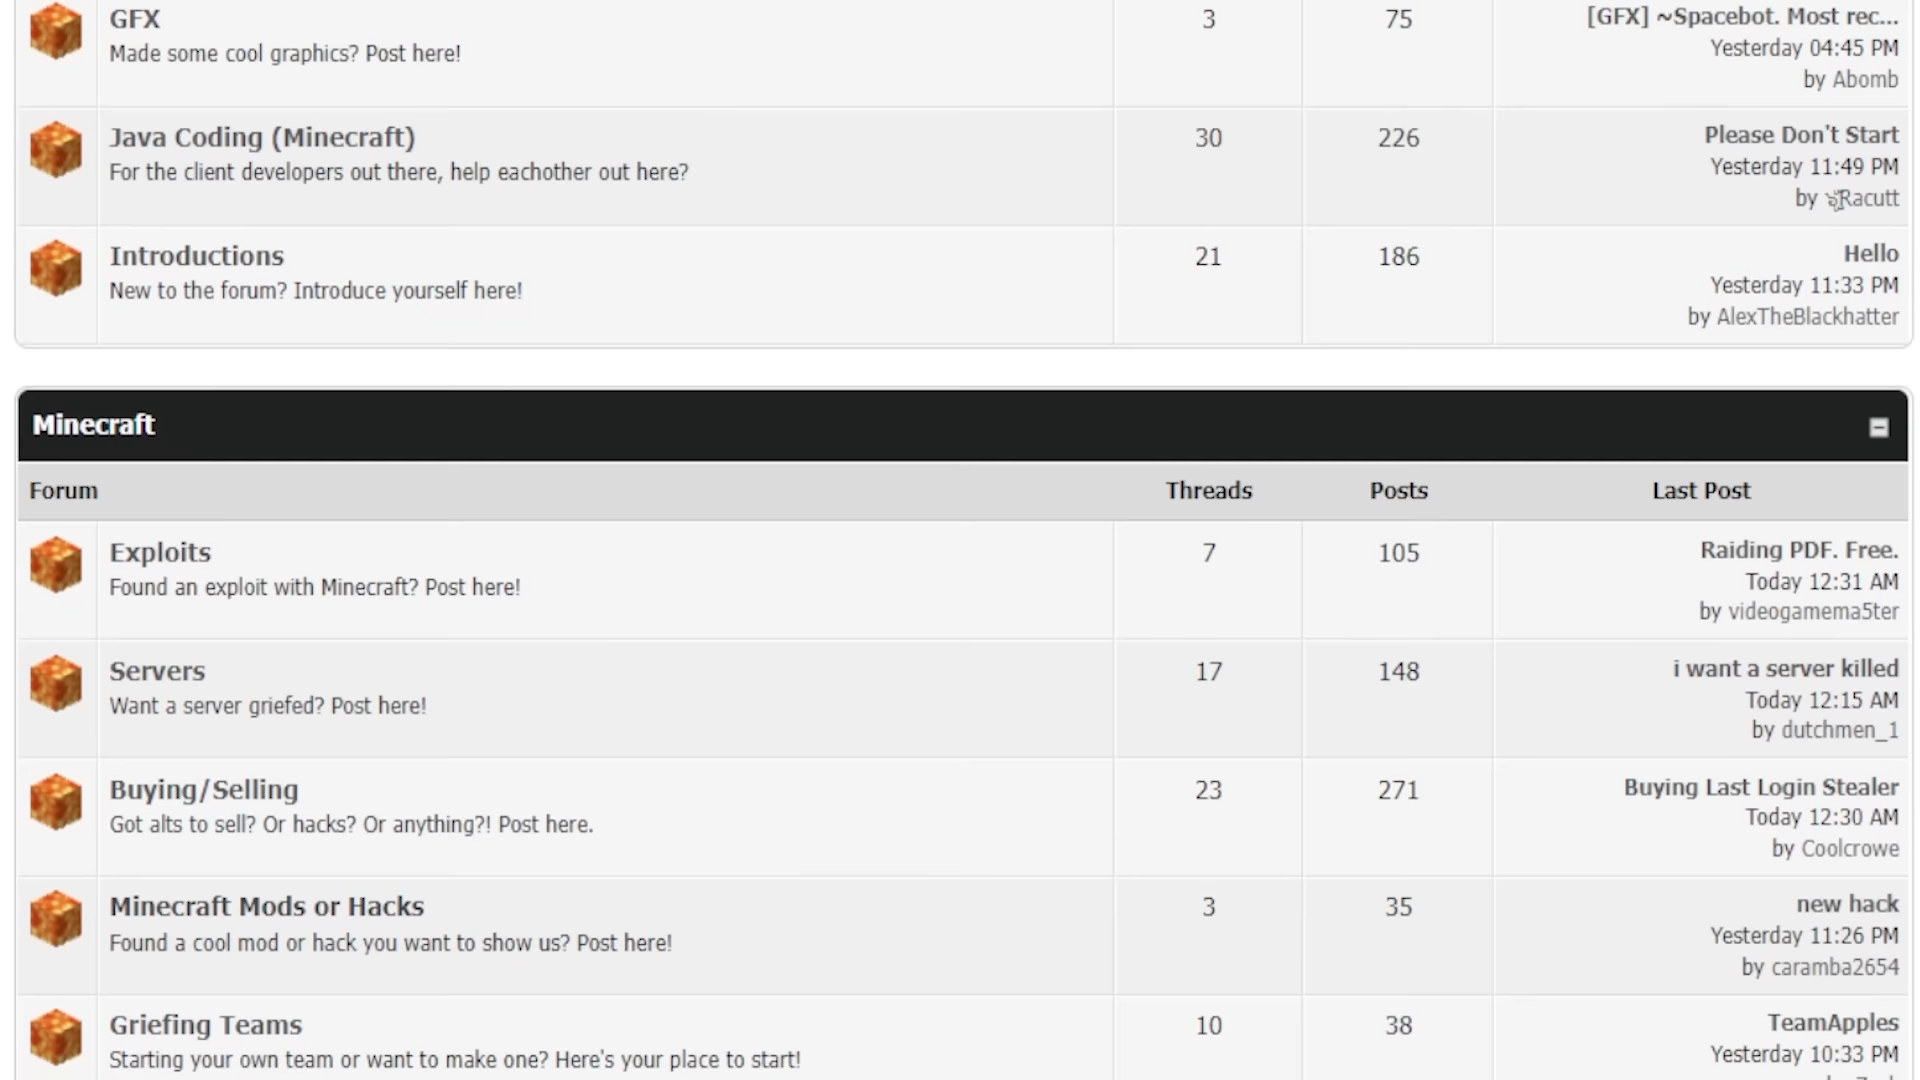 GFX 3 75 [GFX] ~Spacebot. Most rec...
Made some cool graphics? Post here! Yesterday 04:45 PM
by Abomb
Java Coding (Minecraft) 30 226 Please Don't Start
For the client developers out there, help eachother out here? Yesterday 11:49 PM
by Racutt
Introductions 21 186 Hello
New to the forum? Introduce yourself here! Yesterday 11:33 PM
by AlexTheBlackhatter
Minecraft
Forum Threads Posts Last Post
Exploits 7 105 Raiding PDF. Free.
Found an exploit with Minecraft? Post here! Today 12:31 AM
by videogamema5ter
Servers 17 148 i want a server killed
Want a server griefed? Post here! Today 12:15 AM
by dutchmen_1
Buying/Selling 23 271 Buying Last Login Stealer
Got alts to sell? Or hacks? Or anything?! Post here. Today 12:30 AM
by Coolcrowe
Minecraft Mods or Hacks 3 35 new hack
Found a cool mod or hack you want to show us? Post here! Yesterday 11:26 PM
by caramba2654
Griefing Teams 10 38 TeamApples
Starting your own team or want to make one? Here's your place to start! Yesterday 10:33 PM